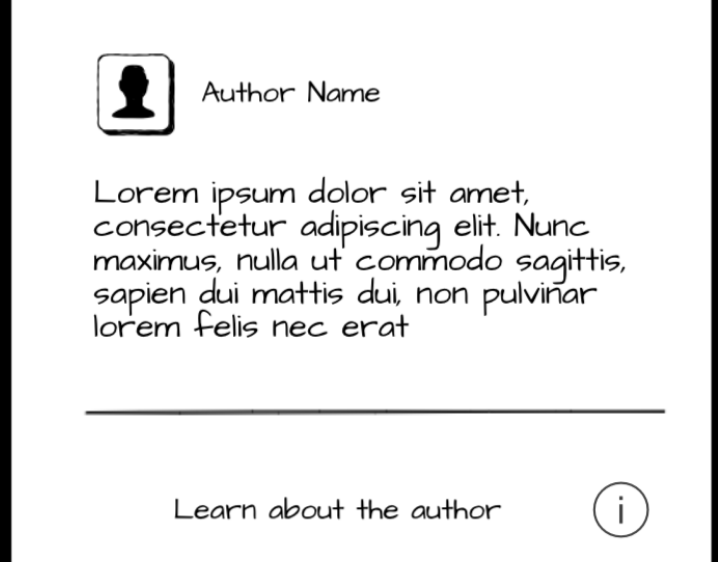 Author Name
Lorem ipsum dolor sit amet,
consectetur adipiscing elit. Nunc
maximus, nulla ut commodo sagittis,
sapien dui mattis dui, non pulvinar
lorem felis nec erat
Learn about the author
i